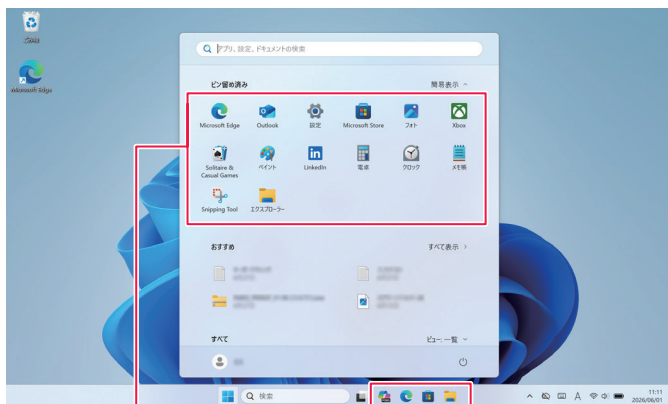 ごみ箱
Microsoft Edge
アプリ、設定、ドキュメントの検索
ピン留め済み
簡易表示
Microsoft Edge
Outlook
設定
Microsoft Store
フォト
Xbox
Solitaire &
Casual Games
ペイント
LinkedIn
電卓
クロック
メモ帳
Snipping Tool
エクスプローラー
おすすめ
すべて表示
すべて
ビュー: 一覧
検索
A
11:11
2026/06/01